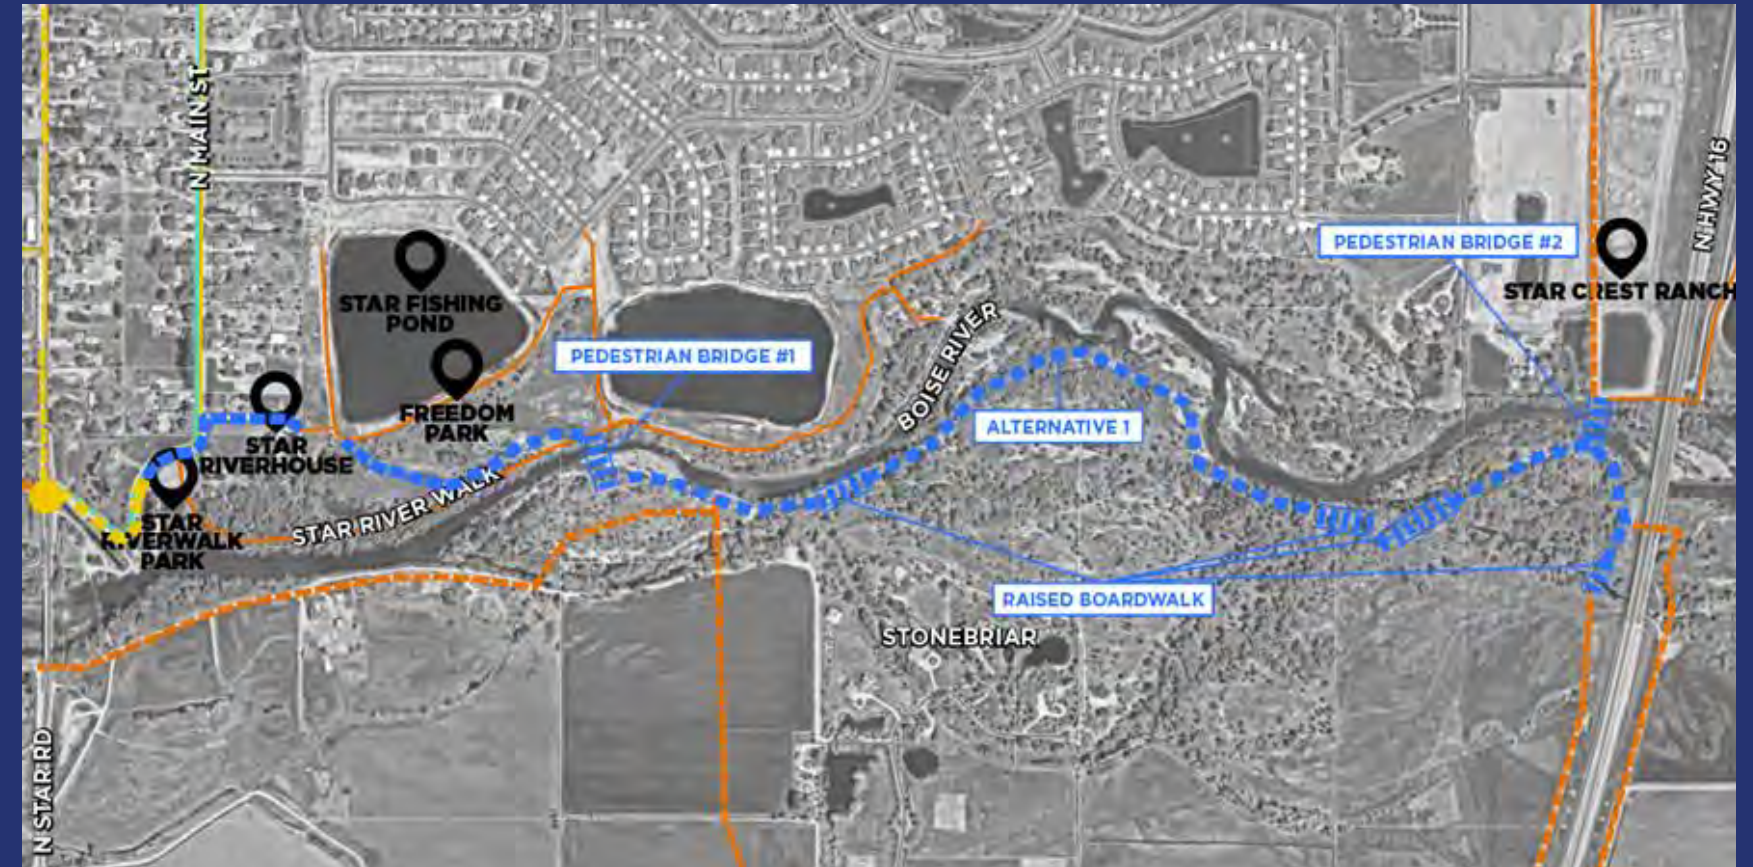 N MAIN ST
N HWY 16
PEDESTRIAN BRIDGE #2
STAR CREST RANCH
STAR FISHING
POND
PEDESTRIAN BRIDGE #1
BOISE RIVER
FREEDOM
PARK
ALTERNATIVE 1
STAR
RIVERHOUSE
STAR RIVER WALK
STAR
RIVERWALK
PARK
RAISED BOARDWALK
STONEBRIAR
N STAR RD